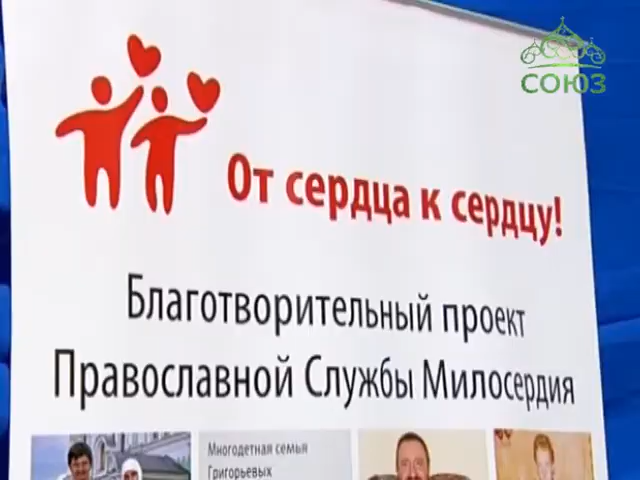 СОЮЗ
От сердца к сердцу!
Благотворительный проект
Православной Службы Милосердия
Многодетная семья
Григорьевых